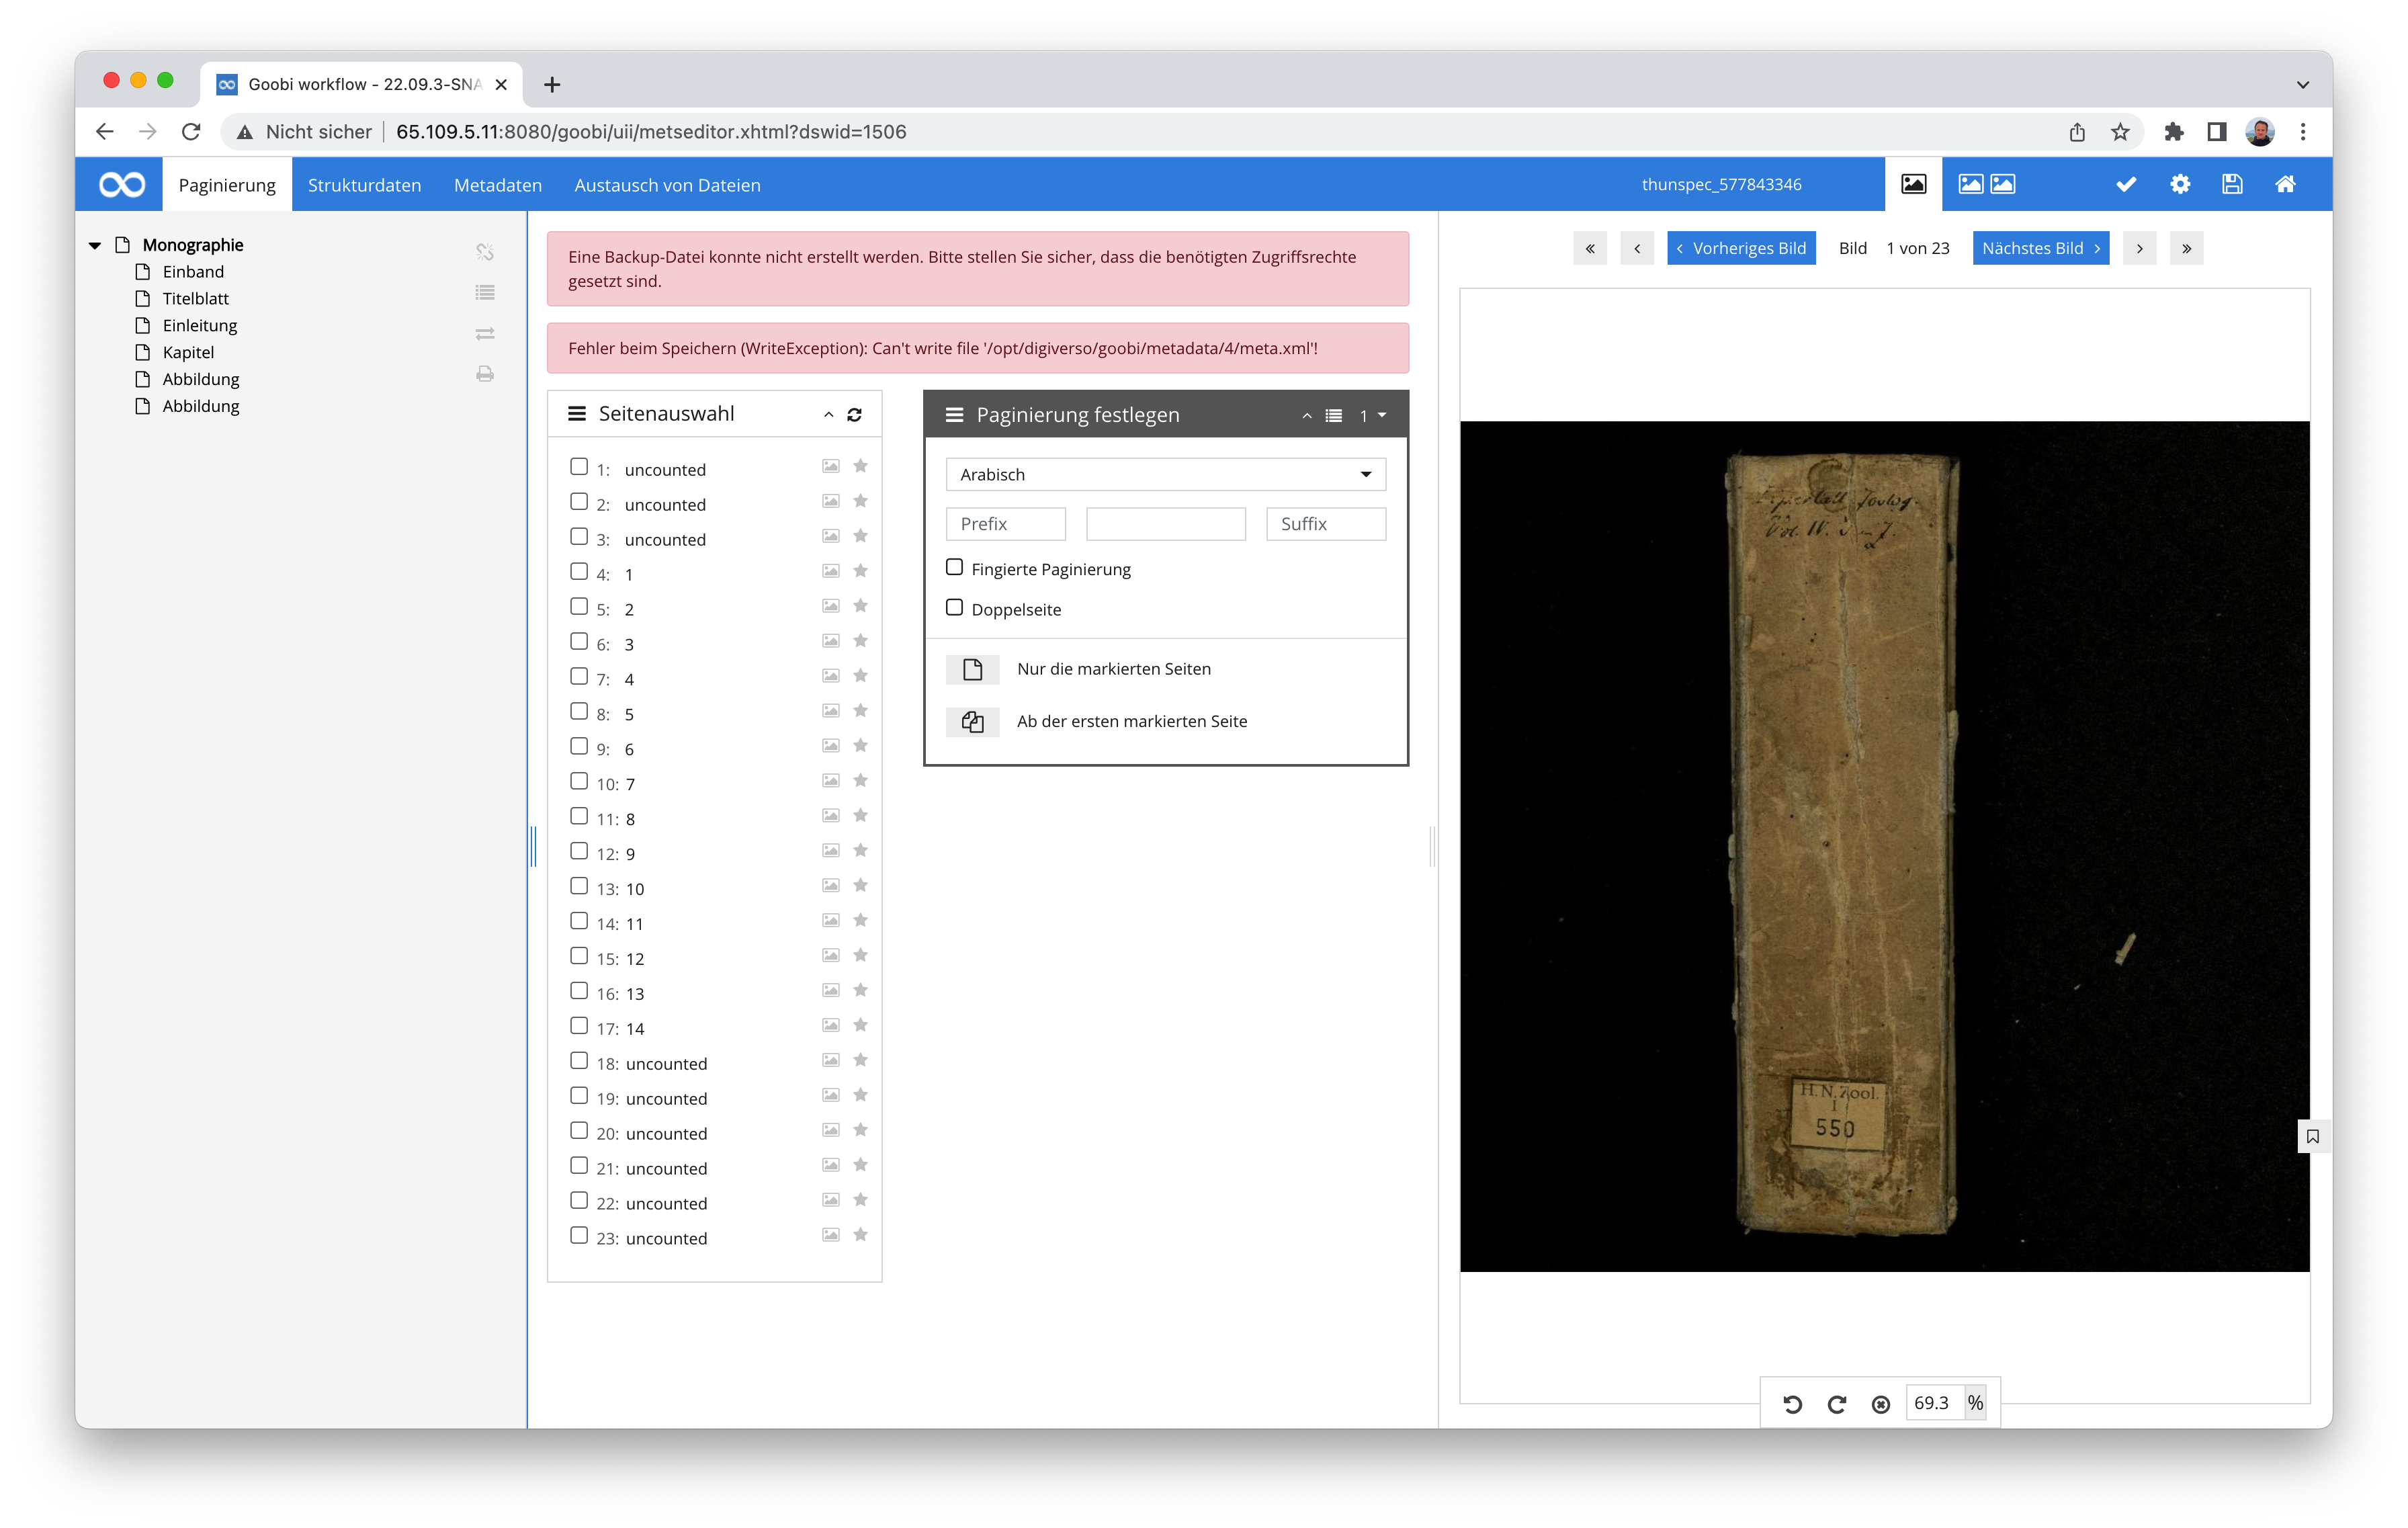 Goobi workflow - 22.09.3-SNA
Nicht sicher 65.109.5.11:8080/goobi/uii/metseditor.xhtml?dswid=1506
Paginierung Strukturdaten Metadaten Austausch von Dateien thunspec_577843346
Monographie
Einband
Titelblatt
Einleitung
Kapitel
Abbildung
Abbildung
Eine Backup-Datei konnte nicht erstellt werden. Bitte stellen Sie sicher, dass die benötigten Zugriffsrechte
gesetzt sind.
Fehler beim Speichern (WriteException): Can't write file '/opt/digiverso/goobi/metadata/4/meta.xml'!
Seitenauswahl
1: uncounted
2: uncounted
3: uncounted
4: 1
5: 2
6: 3
7: 4
8: 5
9: 6
10: 7
11: 8
12: 9
13: 10
14: 11
15: 12
16: 13
17: 14
18: uncounted
19: uncounted
20: uncounted
21: uncounted
22: uncounted
23: uncounted
Paginierung festlegen 1
Arabisch
Prefix Suffix
Fingierte Paginierung
Doppelseite
Nur die markierten Seiten
Ab der ersten markierten Seite
« ‹ ‹ Vorheriges Bild Bild 1 von 23 Nächstes Bild › › »
Vol. IV.
H. N. Zool.
I
550
69.3 %